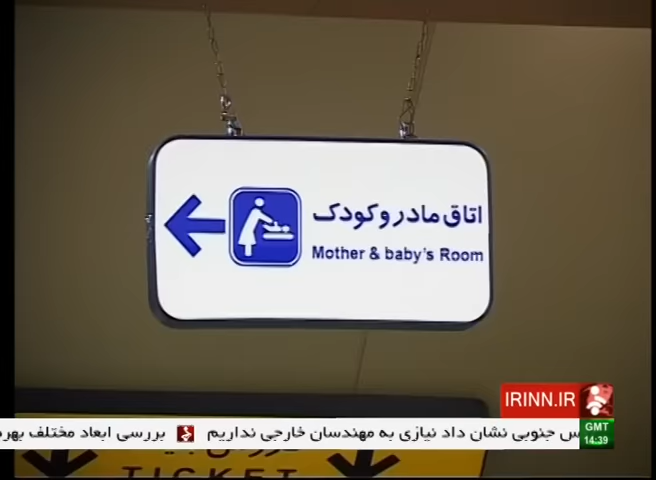 اتاق مادر و کودک
Mother & baby's Room
IRINN.IR
GMT
14:39
جنوبی نشان داد نیازی به مهندسان خارجی نداریم
بررسی ابعاد مختلف
TICKET